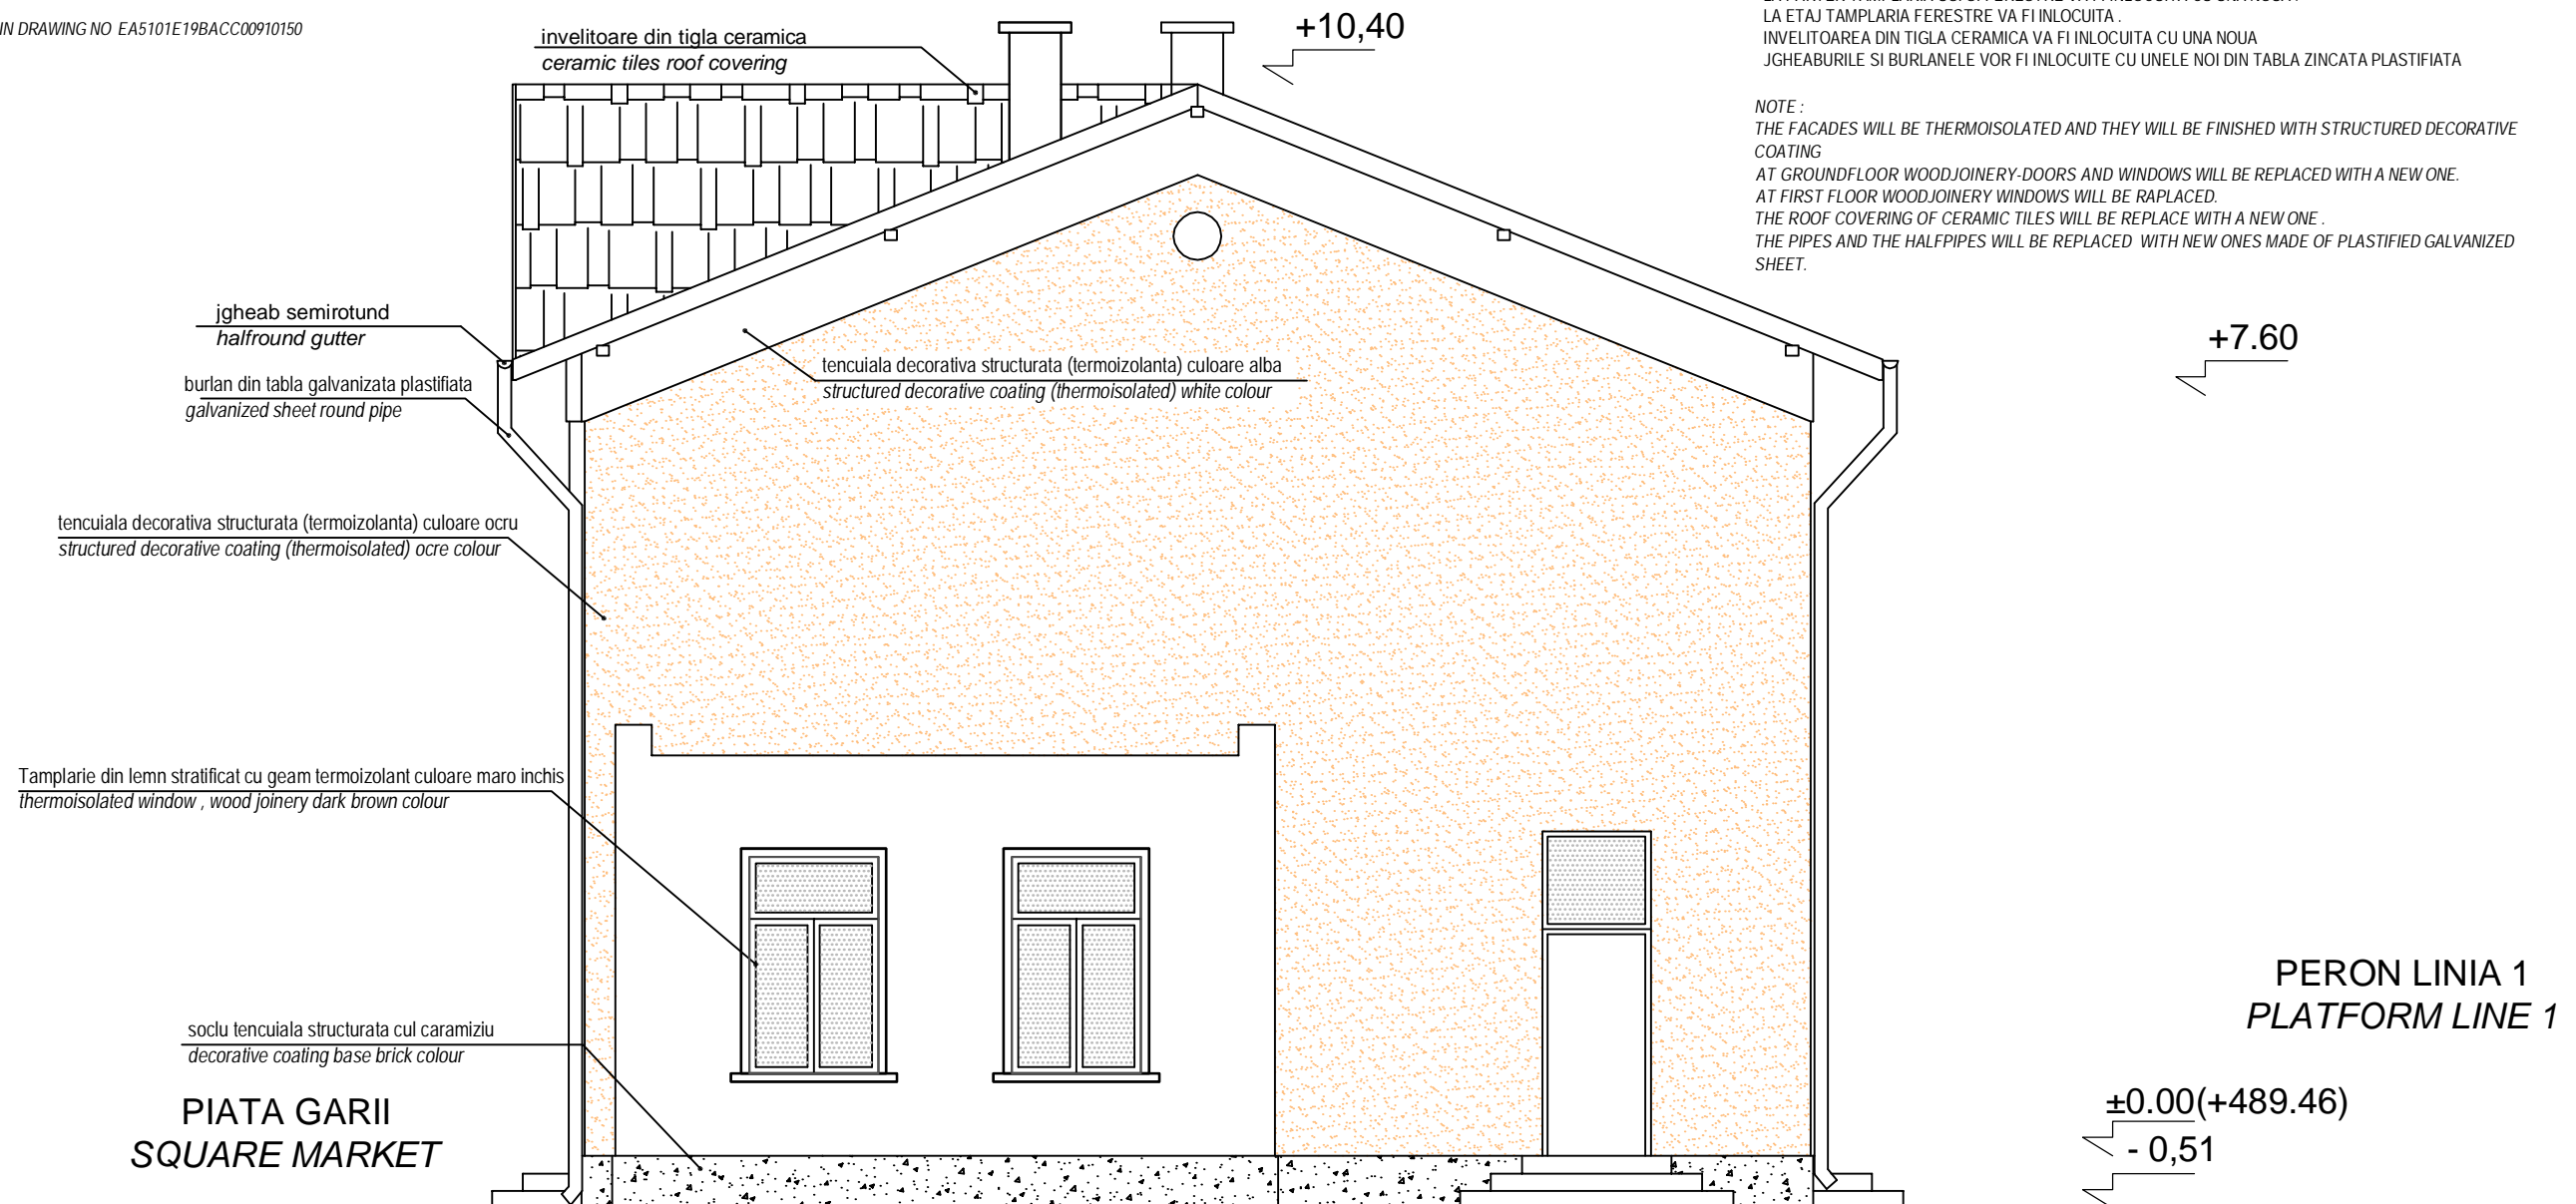 IN DRAWING NO EA5101E19BACC00910150
invelitoare din tigla ceramica
ceramic tiles roof covering
+10,40
LA ETAJ TAMPLARIA FERESTRE VA FI INLOCUITA .
INVELITOAREA DIN TIGLA CERAMICA VA FI INLOCUITA CU UNA NOUA
JGHEABURILE SI BURLANELE VOR FI INLOCUITE CU UNELE NOI DIN TABLA ZINCATA PLASTIFIATA
NOTE :
THE FACADES WILL BE THERMOISOLATED AND THEY WILL BE FINISHED WITH STRUCTURED DECORATIVE
COATING
AT GROUNDFLOOR WOODJOINERY-DOORS AND WINDOWS WILL BE REPLACED WITH A NEW ONE.
AT FIRST FLOOR WOODJOINERY WINDOWS WILL BE RAPLACED.
THE ROOF COVERING OF CERAMIC TILES WILL BE REPLACE WITH A NEW ONE .
THE PIPES AND THE HALFPIPES WILL BE REPLACED WITH NEW ONES MADE OF PLASTIFIED GALVANIZED
SHEET.
jgheab semirotund
halfround gutter
+7.60
burlan din tabla galvanizata plastifiata
galvanized sheet round pipe
tencuiala decorativa structurata (termoizolanta) culoare alba
structured decorative coating (thermoisolated) white colour
tencuiala decorativa structurata (termoizolanta) culoare ocru
structured decorative coating (thermoisolated) ocre colour
Tamplarie din lemn stratificat cu geam termoizolant culoare maro inchis
thermoisolated window , wood joinery dark brown colour
PERON LINIA 1
PLATFORM LINE 1
soclu tencuiala structurata cul caramiziu
decorative coating base brick colour
PIATA GARII
SQUARE MARKET
±0.00(+489.46)
- 0,51